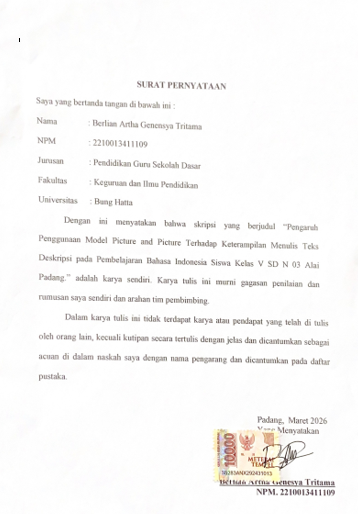 SURAT PERNYATAAN
Saya yang bertanda tangan di bawah ini :
Nama : Berlian Artha Genensya Tritama
NPM : 2210013411109
Jurusan : Pendidikan Guru Sekolah Dasar
Fakultas : Keguruan dan Ilmu Pendidikan
Universitas : Bung Hatta
Dengan ini menyatakan bahwa skripsi yang berjudul “Pengaruh
Penggunaan Model Picture and Picture Terhadap Keterampilan Menulis Teks
Deskripsi pada Pembelajaran Bahasa Indonesia Siswa Kelas V SD N 03 Alai
Padang.” adalah karya sendiri. Karya tulis ini murni gagasan penilaian dan
rumusan saya sendiri dan arahan tim pembimbing.
Dalam karya tulis ini tidak terdapat karya atau pendapat yang telah di tulis
oleh orang lain, kecuali kutipan secara tertulis dengan jelas dan dicantumkan sebagai
acuan di dalam naskah saya dengan nama pengarang dan dicantumkan pada daftar
pustaka.
Padang, Maret 2026
Yang Menyatakan
10000
METERAI
TEMPEL
Berlian Artha Genensya Tritama
NPM. 2210013411109